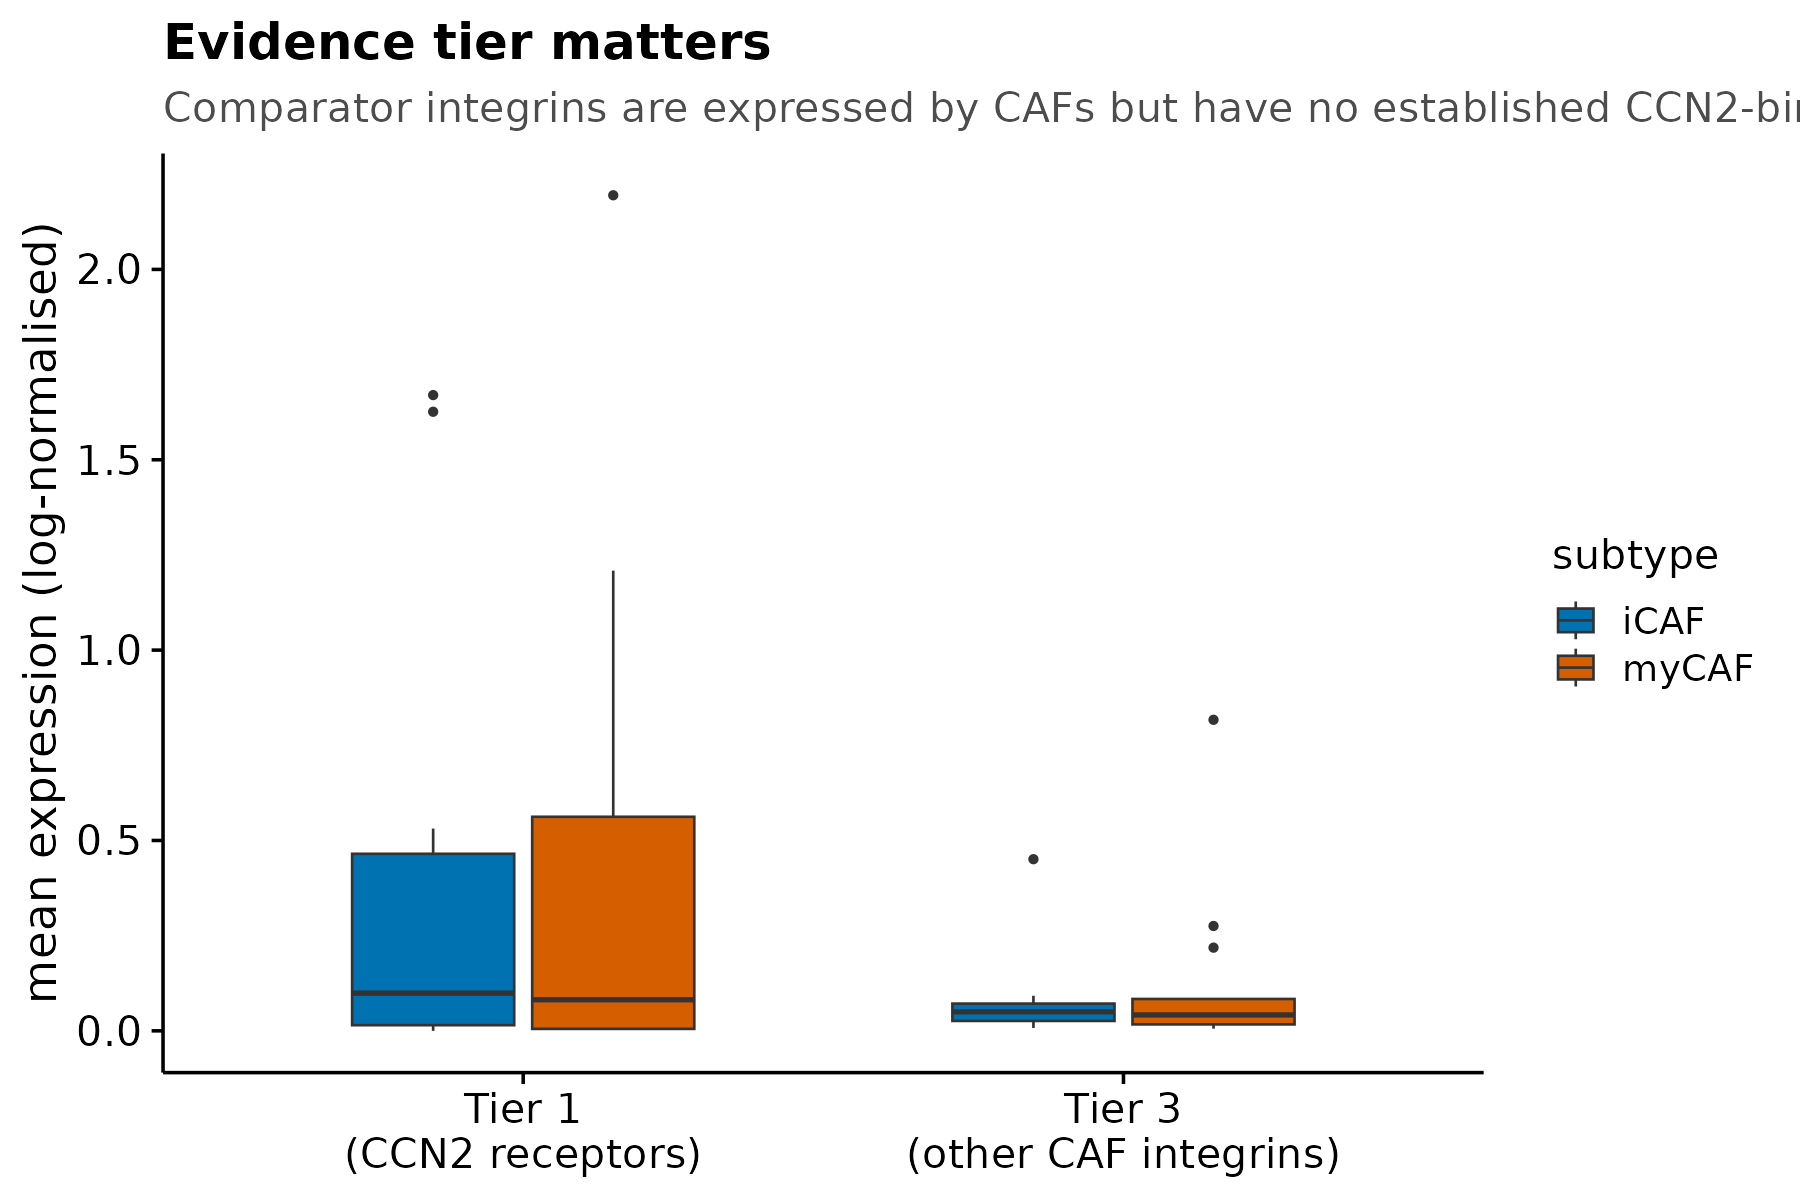 Evidence tier matters
Comparator integrins are expressed by CAFs but have no established CCN2-bin
mean expression (log-normalised)
2.0
1.5
1.0
0.5
0.0
Tier 1
(CCN2 receptors)
Tier 3
(other CAF integrins)
subtype
iCAF
myCAF